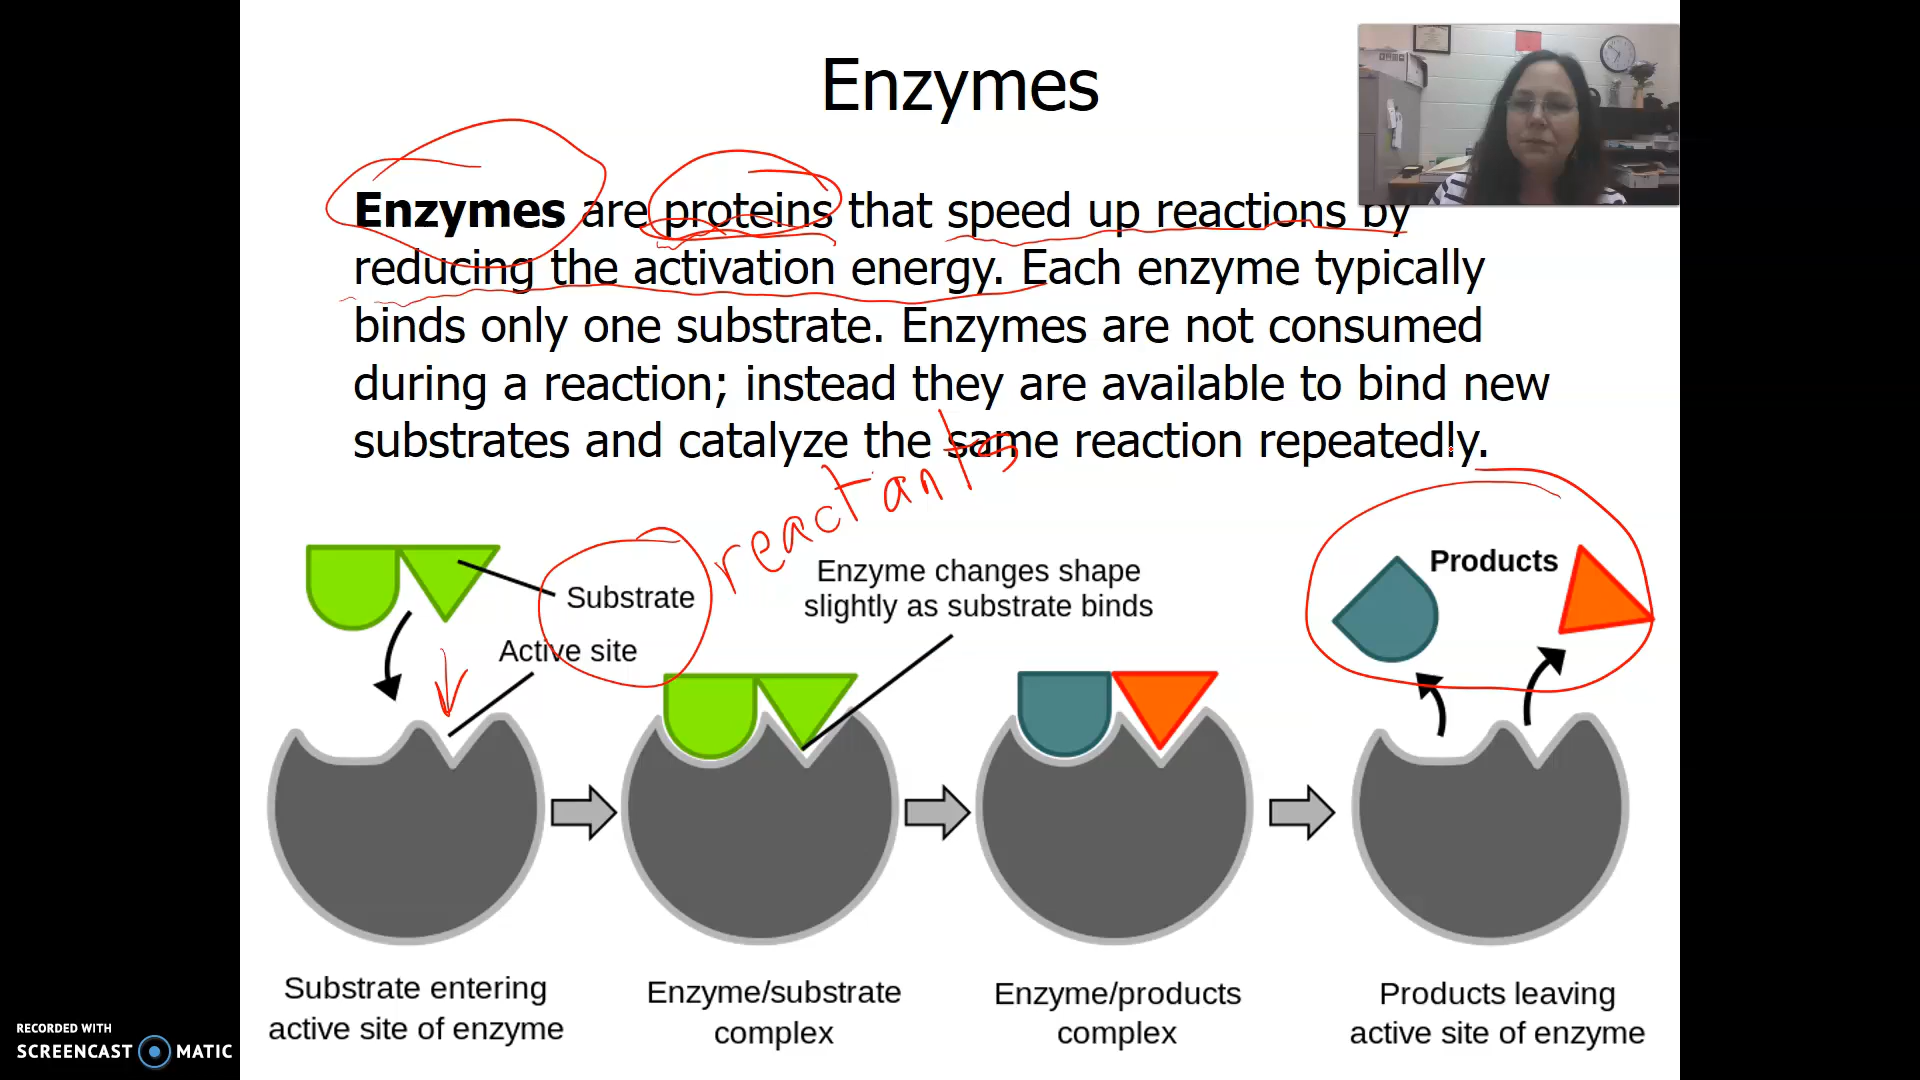 Enzymes
Enzymes are proteins that speed up reactions by
reducing the activation energy. Each enzyme typically
binds only one substrate. Enzymes are not consumed
during a reaction; instead they are available to bind new
substrates and catalyze the same reaction repeatedly.
reactants
Substrate
Active site
Enzyme changes shape
slightly as substrate binds
Products
Substrate entering
active site of enzyme
Enzyme/substrate
complex
Enzyme/products
complex
Products leaving
active site of enzyme
RECORDED WITH
SCREENCAST MATIC